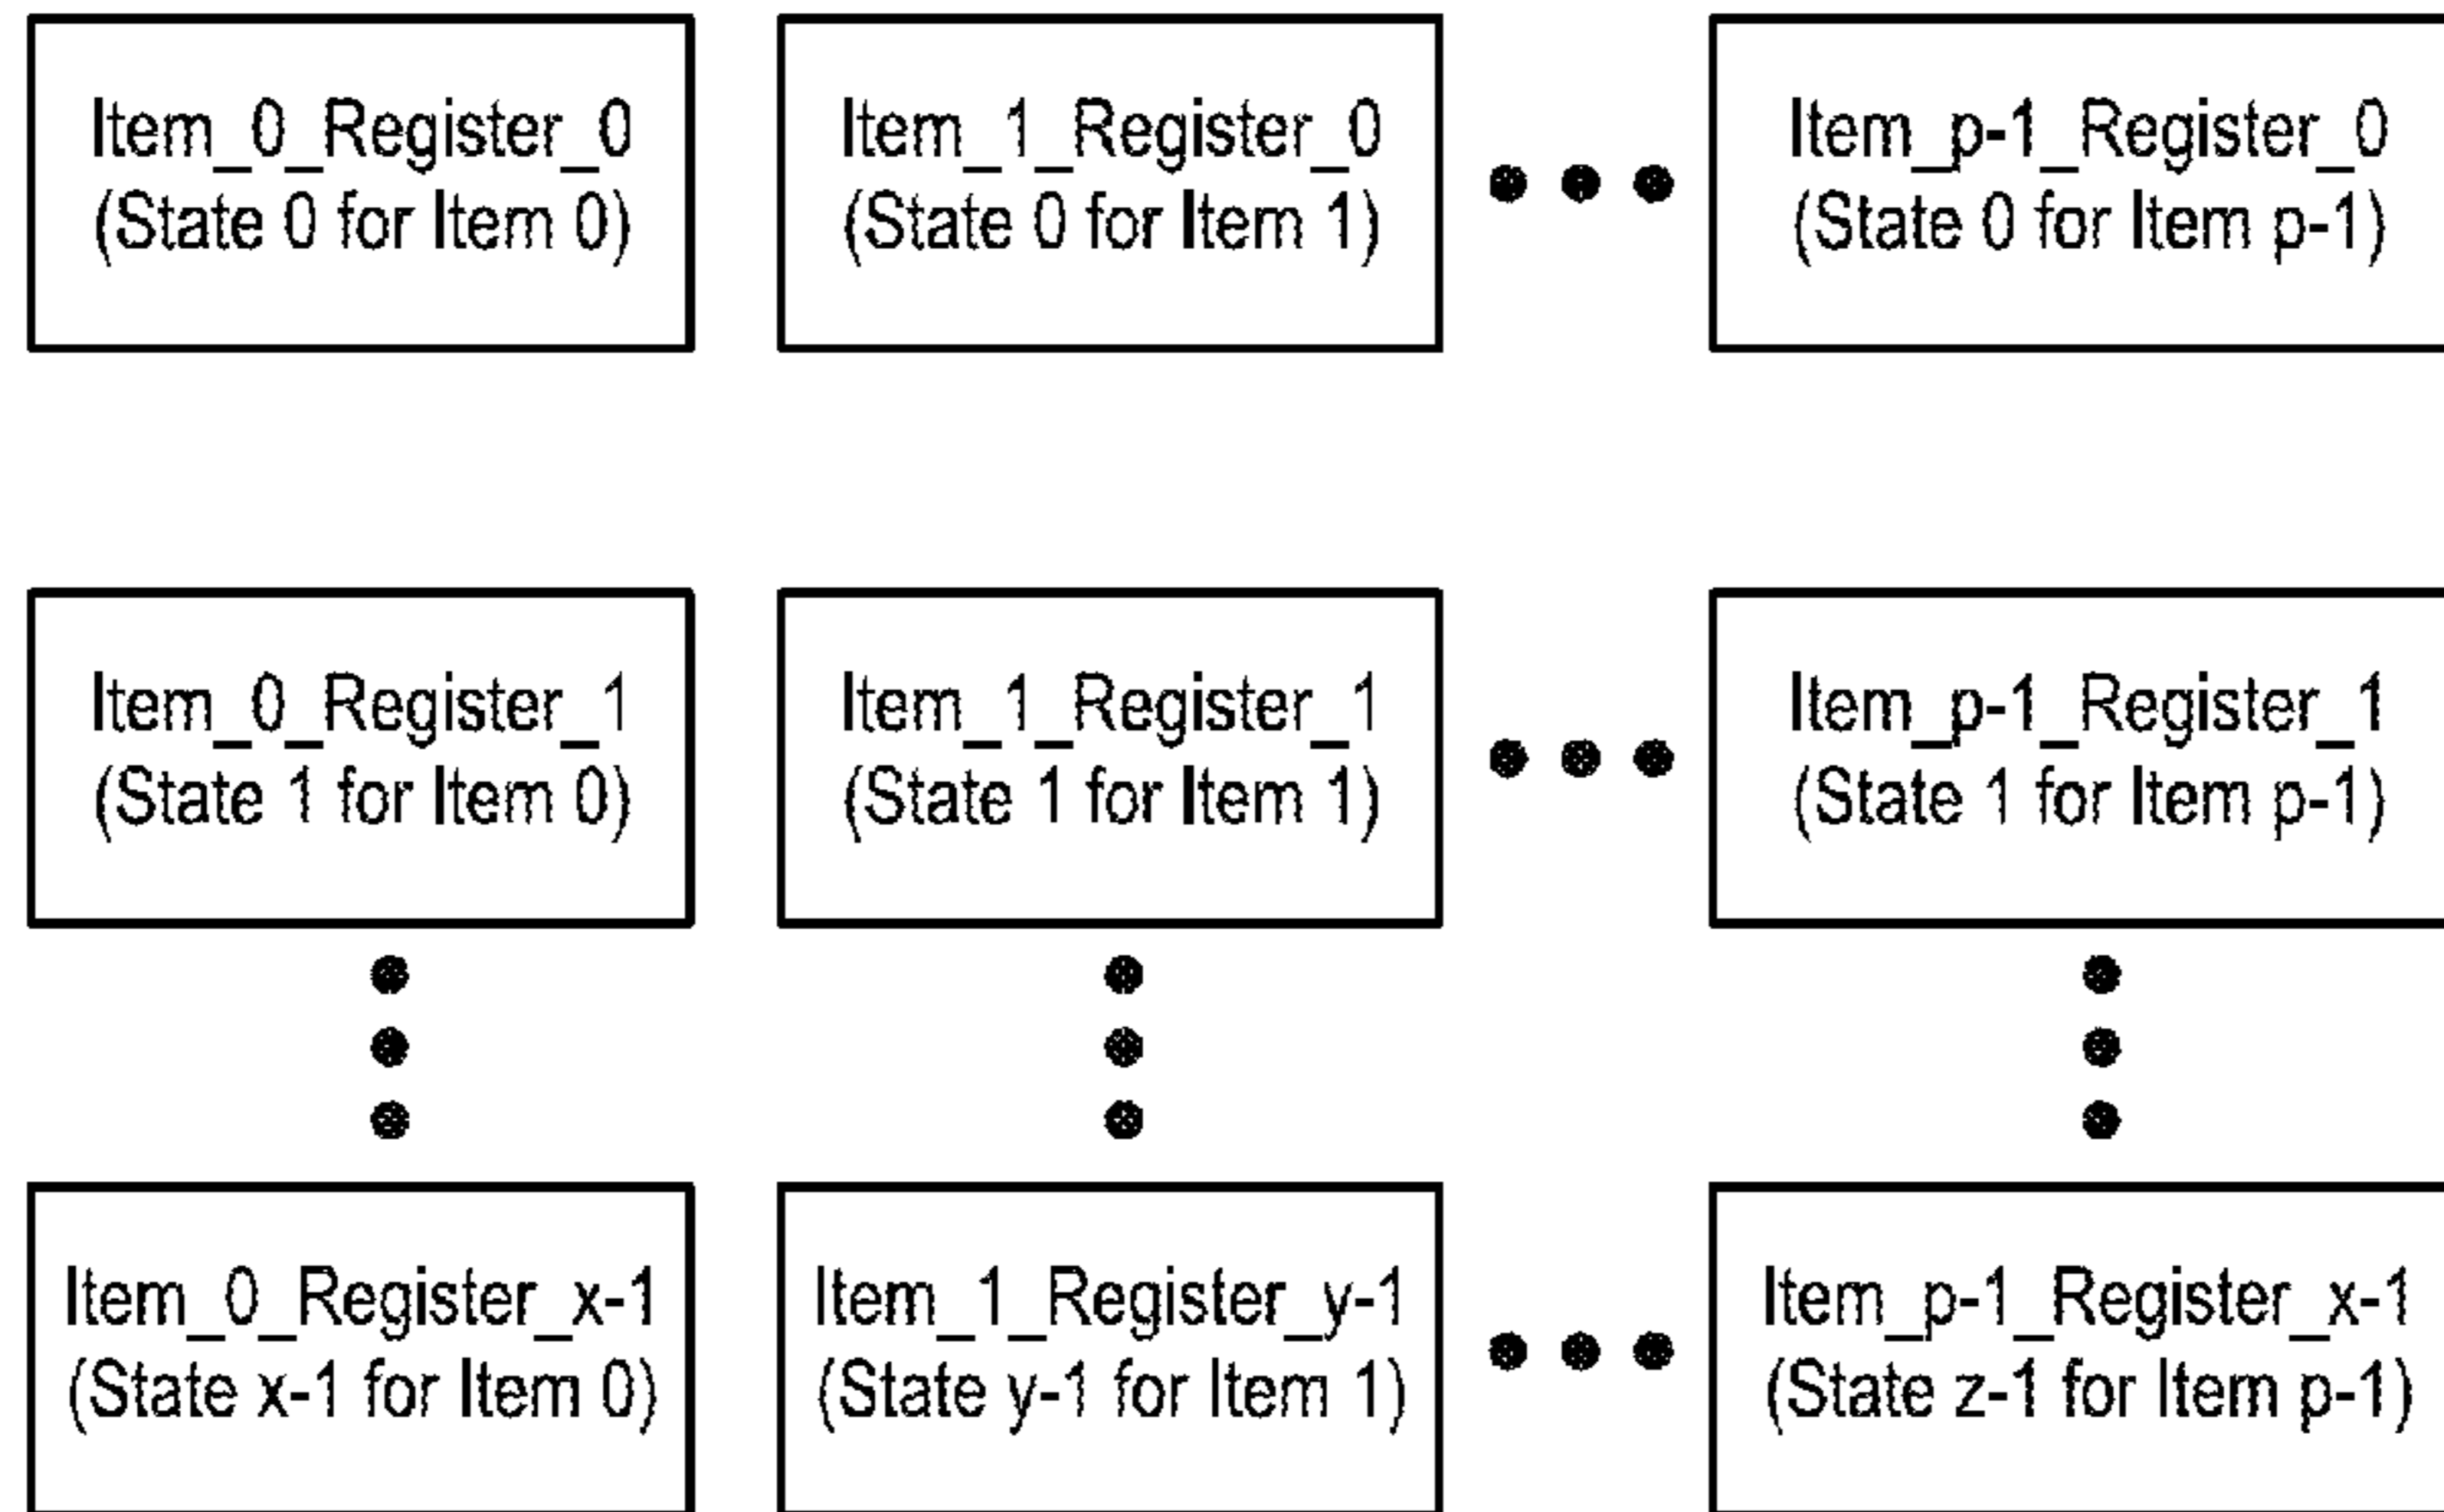 Item_0_Register_0
(State 0 for Item 0)
Item_1_Register_0
(State 0 for Item 1)
Item_p-1_Register_0
(State 0 for Item p-1)
Item_0_Register_1
(State 1 for Item 0)
Item_1_Register_1
(State 1 for Item 1)
Item_p-1_Register_1
(State 1 for Item p-1)
Item_0_Register_x-1
(State x-1 for Item 0)
Item_1_Register_y-1
(State y-1 for Item 1)
Item_p-1_Register_x-1
(State z-1 for Item p-1)